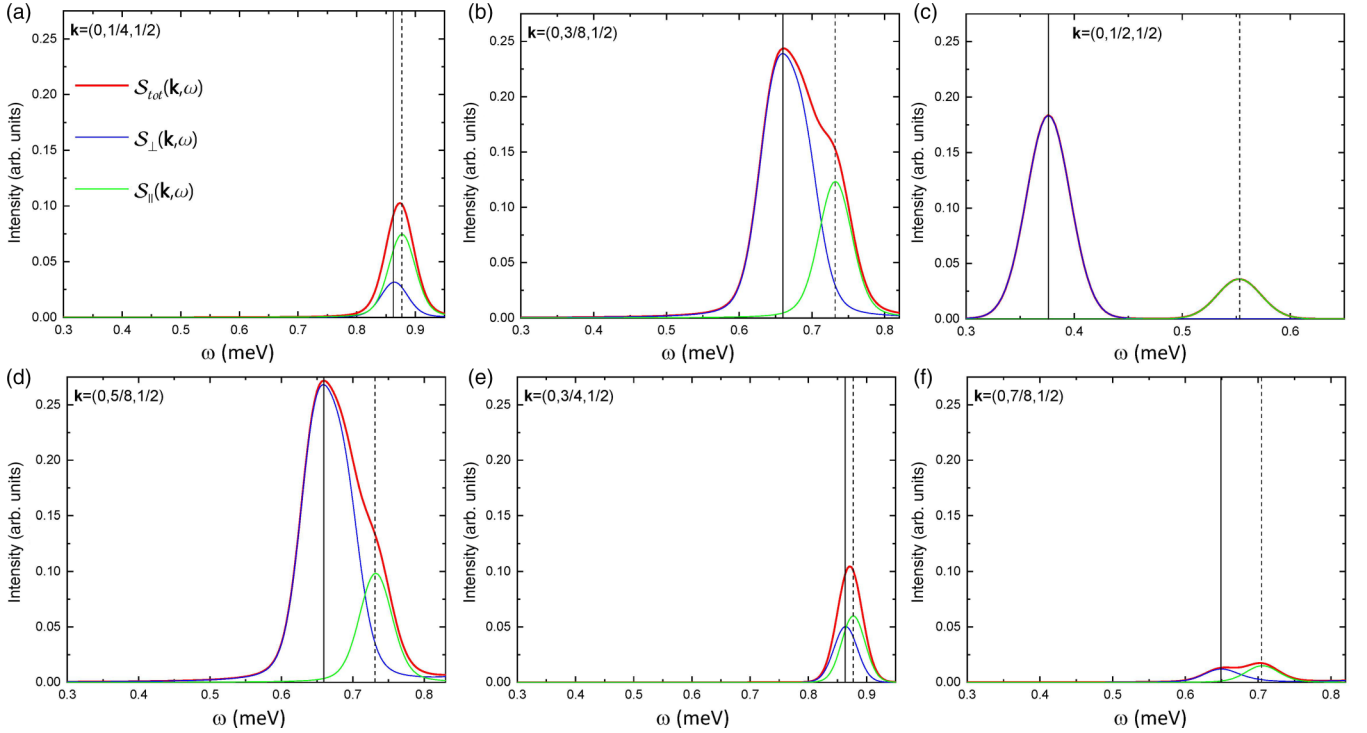 (a)
k=(0,1/4,1/2)
Stot(k,ω)
S⊥(k,ω)
S||(k,ω)
Intensity (arb. units)
0.25
0.20
0.15
0.10
0.05
0.00
0.3 0.4 0.5 0.6 0.7 0.8 0.9
ω (meV)
(b)
k=(0,3/8,1/2)
Intensity (arb. units)
0.25
0.20
0.15
0.10
0.05
0.00
0.3 0.4 0.5 0.6 0.7 0.8
ω (meV)
(c)
k=(0,1/2,1/2)
Intensity (arb. units)
0.25
0.20
0.15
0.10
0.05
0.00
0.3 0.4 0.5 0.6
ω (meV)
(d)
k=(0,5/8,1/2)
Intensity (arb. units)
0.25
0.20
0.15
0.10
0.05
0.00
0.3 0.4 0.5 0.6 0.7 0.8
ω (meV)
(e)
k=(0,3/4,1/2)
Intensity (arb. units)
0.25
0.20
0.15
0.10
0.05
0.00
0.3 0.4 0.5 0.6 0.7 0.8 0.9
ω (meV)
(f)
k=(0,7/8,1/2)
Intensity (arb. units)
0.25
0.20
0.15
0.10
0.05
0.00
0.3 0.4 0.5 0.6 0.7 0.8
ω (meV)